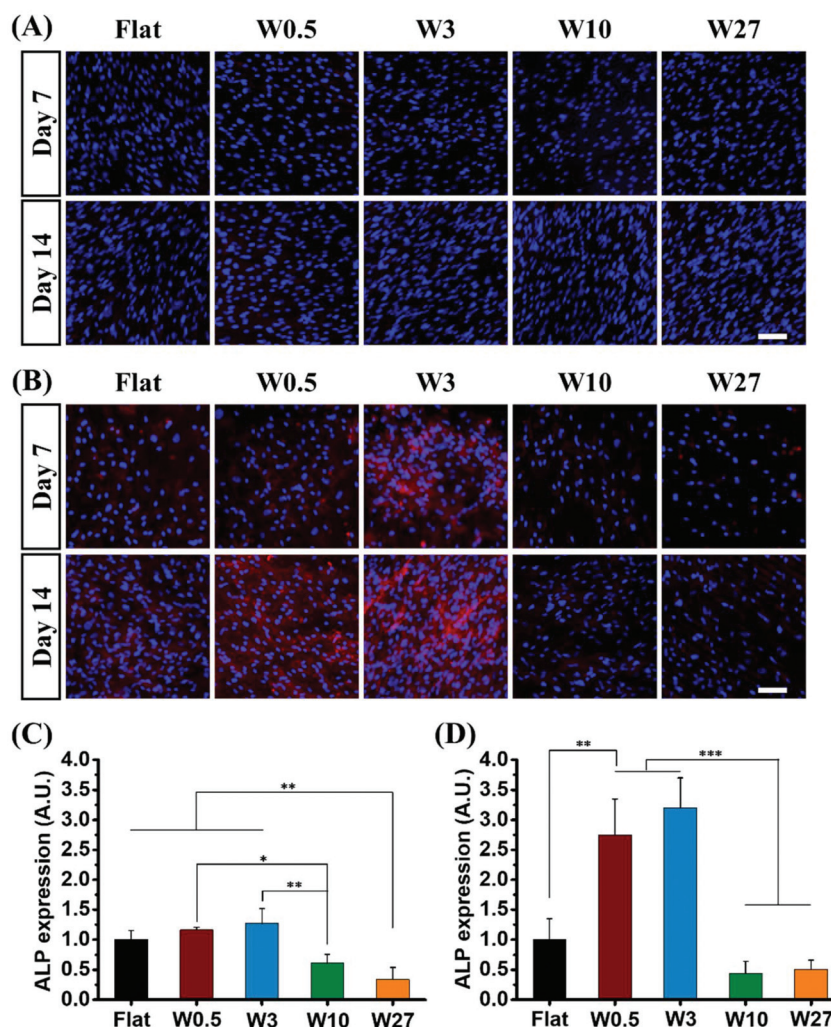 (A)
Flat W0.5 W3 W10 W27
Day 7
Day 14
(B)
Flat W0.5 W3 W10 W27
Day 7
Day 14
(C)
ALP expression (A.U.)
4.0
3.5
3.0
2.5
2.0
1.5
1.0
0.5
0.0
**
*
**
Flat W0.5 W3 W10 W27
(D)
ALP expression (A.U.)
4.0
3.5
3.0
2.5
2.0
1.5
1.0
0.5
0.0
**
***
Flat W0.5 W3 W10 W27